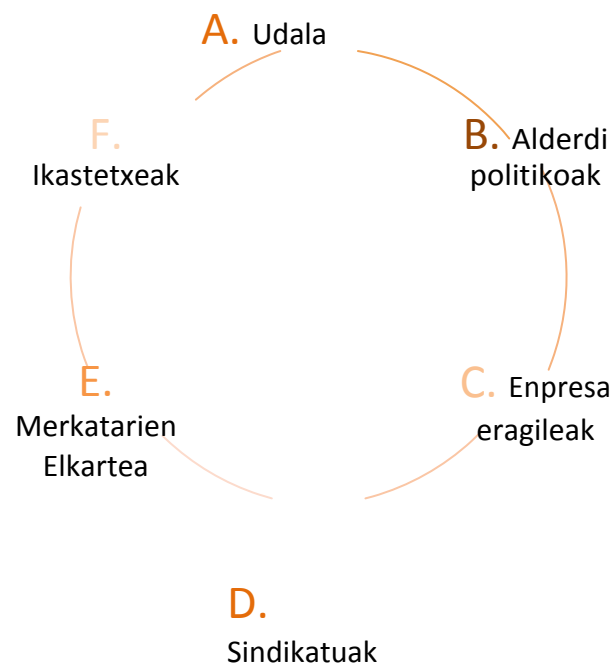 A. Udala
B. Alderdi
politikoak
C. Enpresa
eragileak
D.
Sindikatuak
E.
Merkatarien
Elkartea
F.
Ikastetxeak